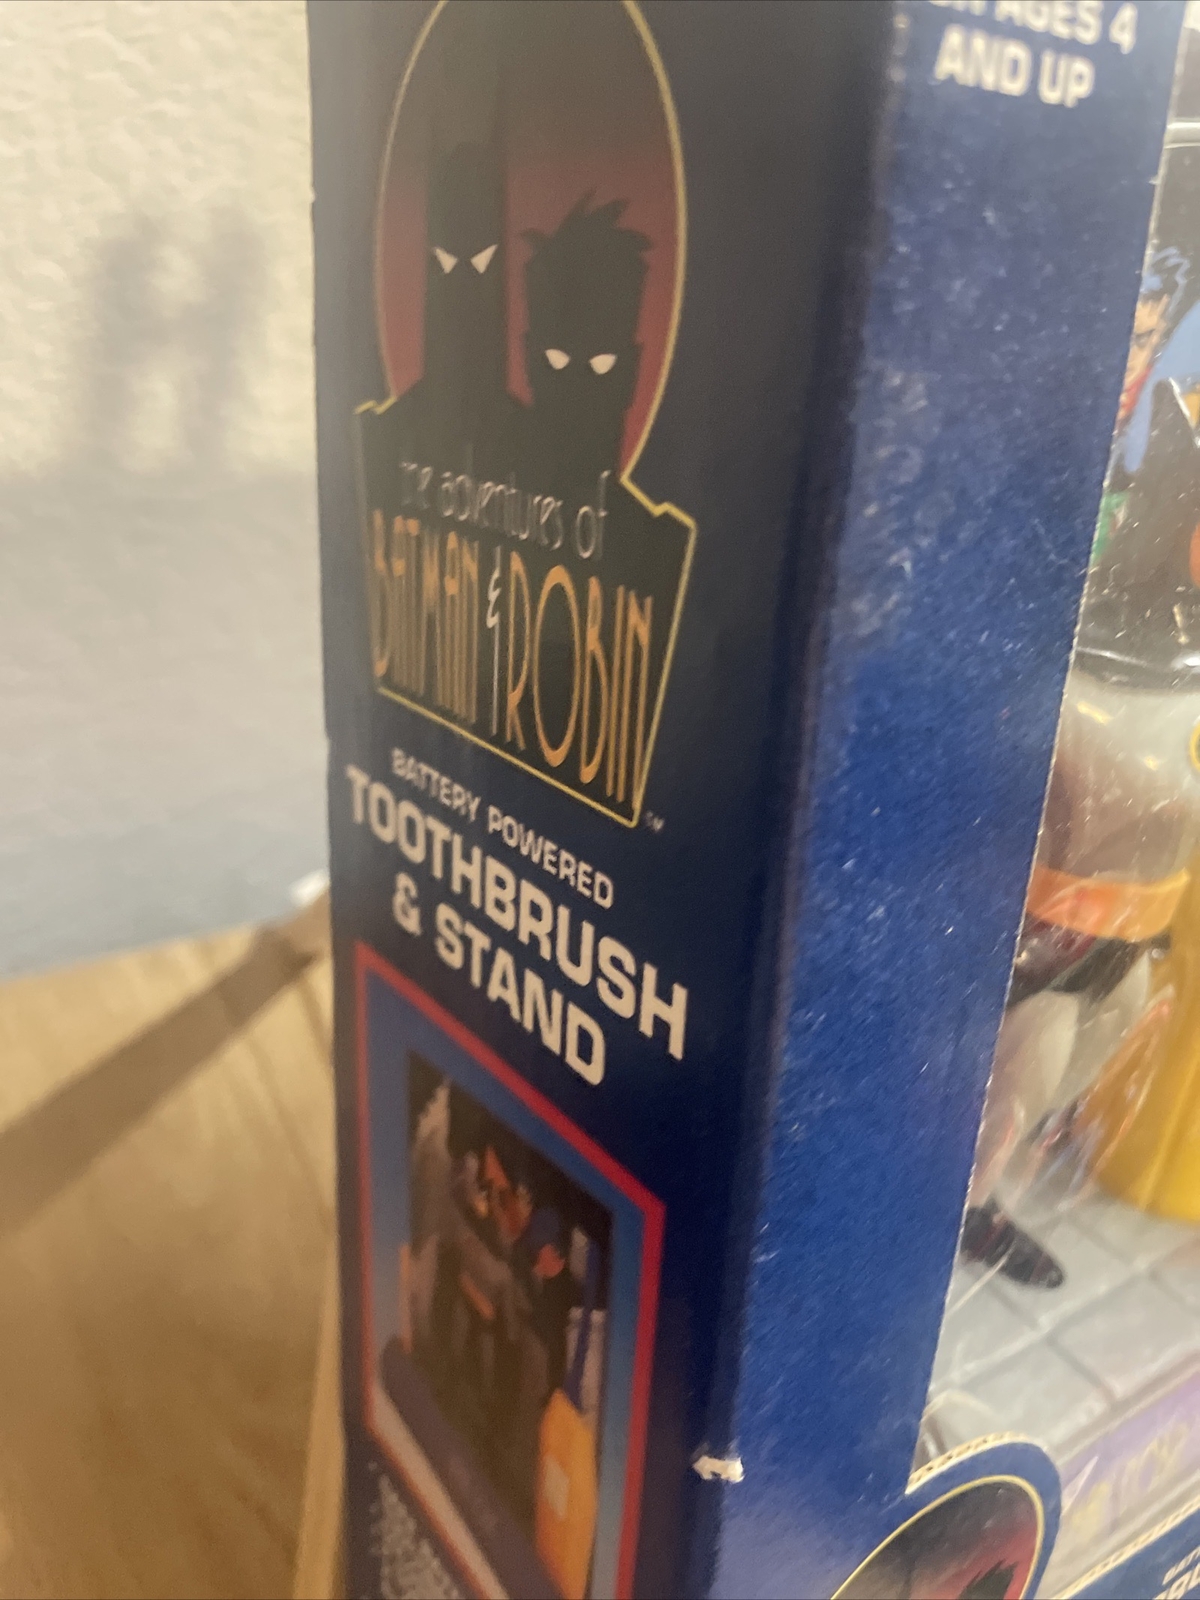 AGES 4
AND UP
the adventures of
BATMAN & ROBIN
BATTERY POWERED
TOOTHBRUSH
& STAND